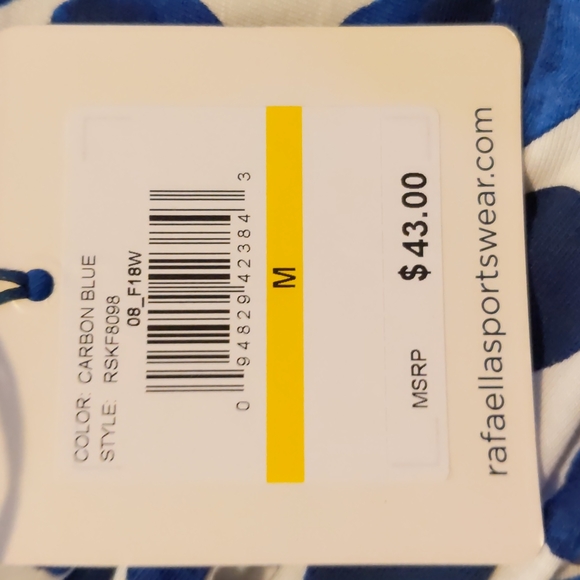 COLOR: CARBON BLUE
STYLE: RSKF8098
08_F18W
0 94829 42384 3
M
MSRP $43.00
rafaellasportswear.com